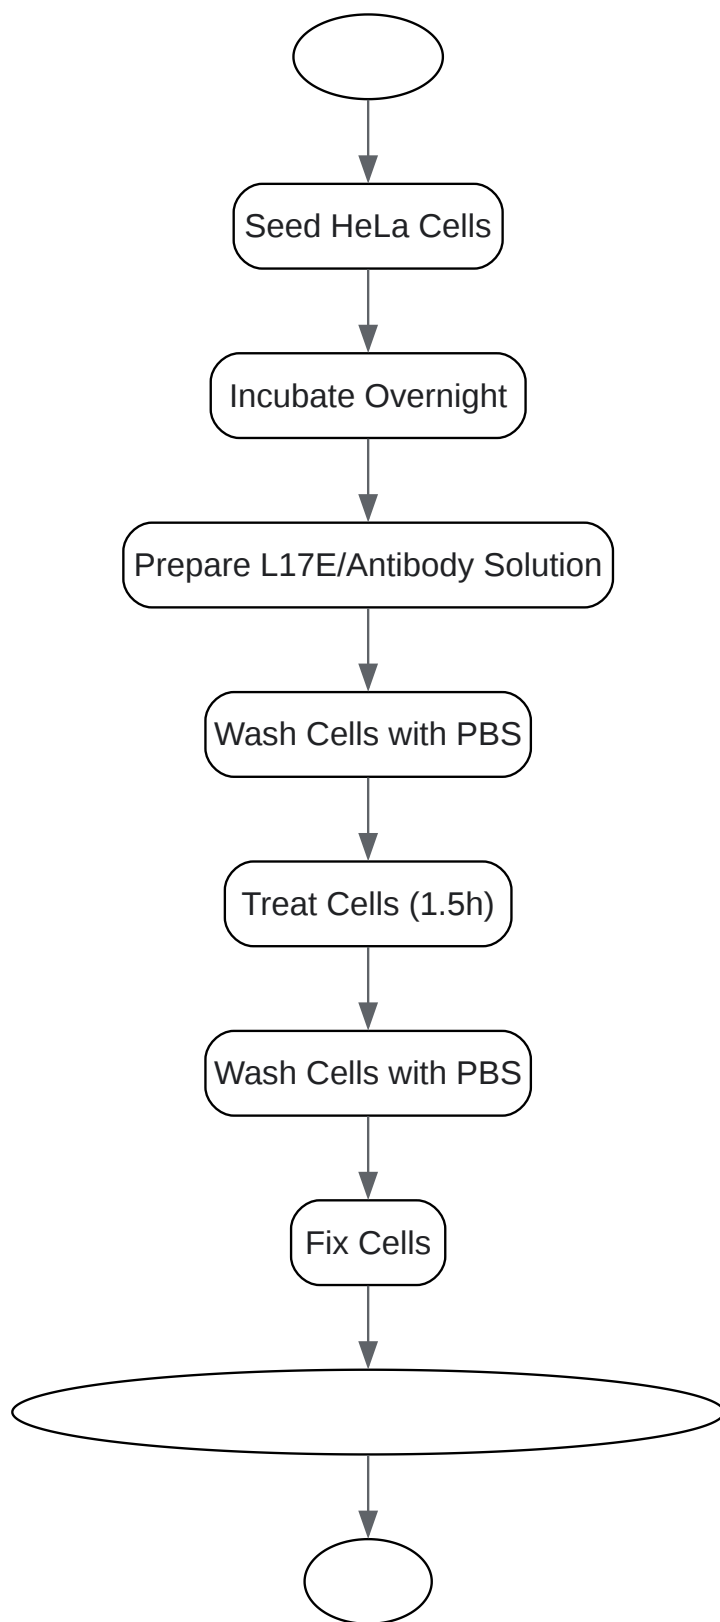 Seed HeLa Cells
Incubate Overnight
Prepare L17E/Antibody Solution
Wash Cells with PBS
Treat Cells (1.5h)
Wash Cells with PBS
Fix Cells